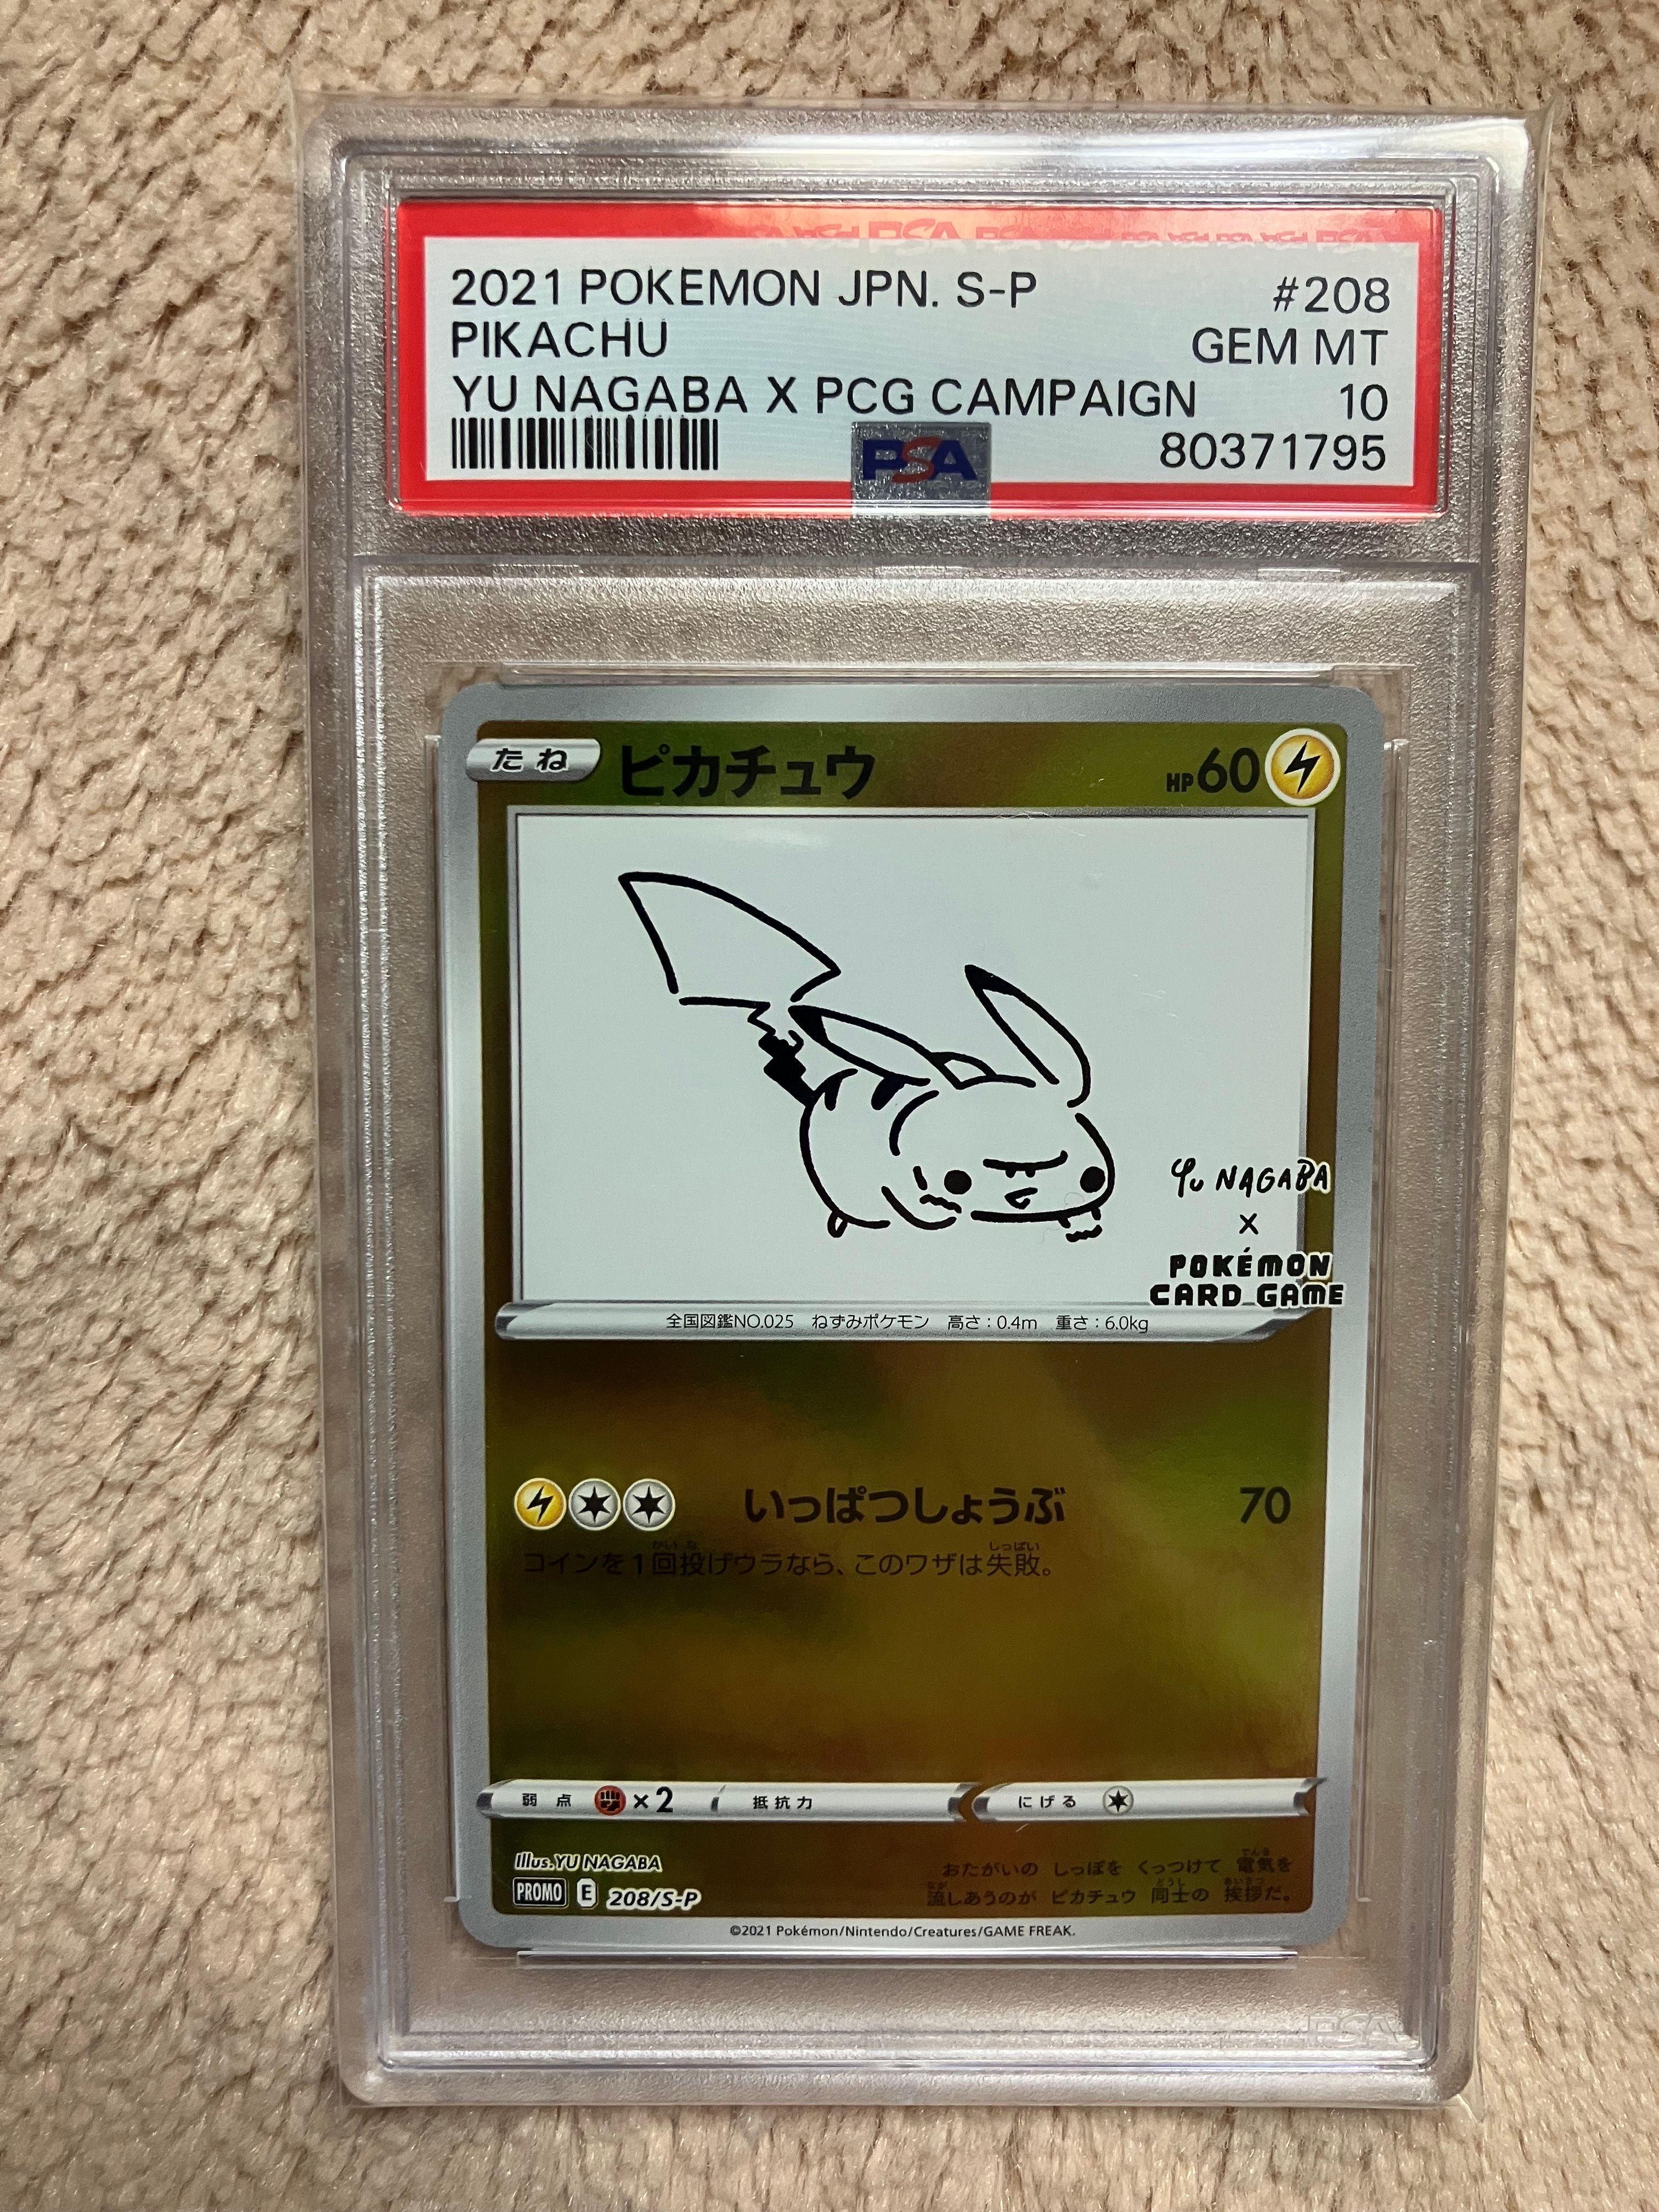 2021 POKEMON JPN. S-P #208
PIKACHU GEM MT
YU NAGABA X PCG CAMPAIGN 10
PSA 80371795
たね ピカチュウ HP60
YU NAGABA
X
POKÉMON
CARD GAME
全国図鑑NO.025 ねずみポケモン 高さ：0.4m 重さ：6.0kg
いっぱつしょうぶ 70
コインを1回投げウラなら、このワザは失敗。
弱点 ×2 抵抗力 にげる
Illus.YU NAGABA
PROMO E 208/S-P
おたがいの しっぽを くっつけて 電気を
流しあうのが ピカチュウ 同士の 挨拶だ。
©2021 Pokémon/Nintendo/Creatures/GAME FREAK.
PSA